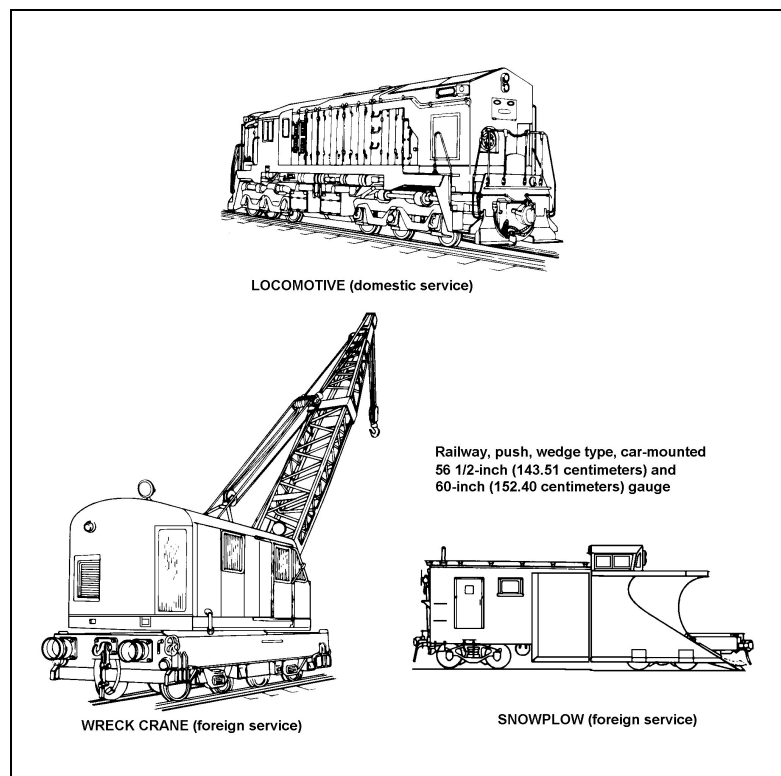 LOCOMOTIVE (domestic service)
Railway, push, wedge type, car-mounted
56 1/2-inch (143.51 centimeters) and
60-inch (152.40 centimeters) gauge
WRECK CRANE (foreign service)
SNOWPLOW (foreign service)